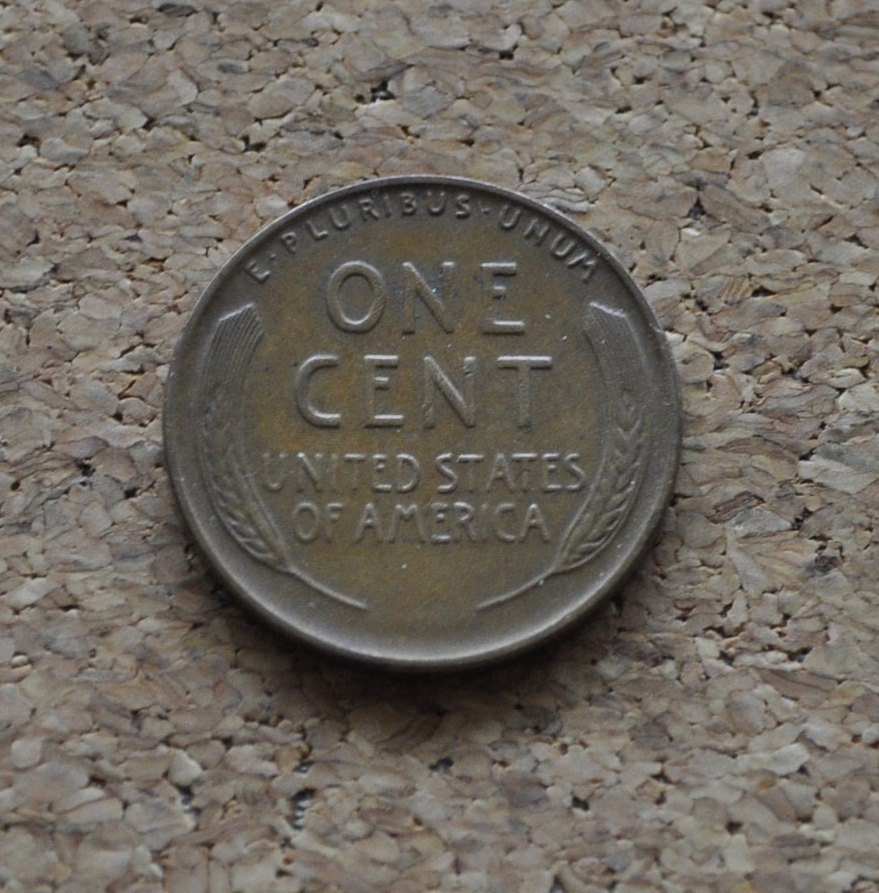 E·PLURIBUS·UNUM
ONE
CENT
UNITED STATES
OF AMERICA